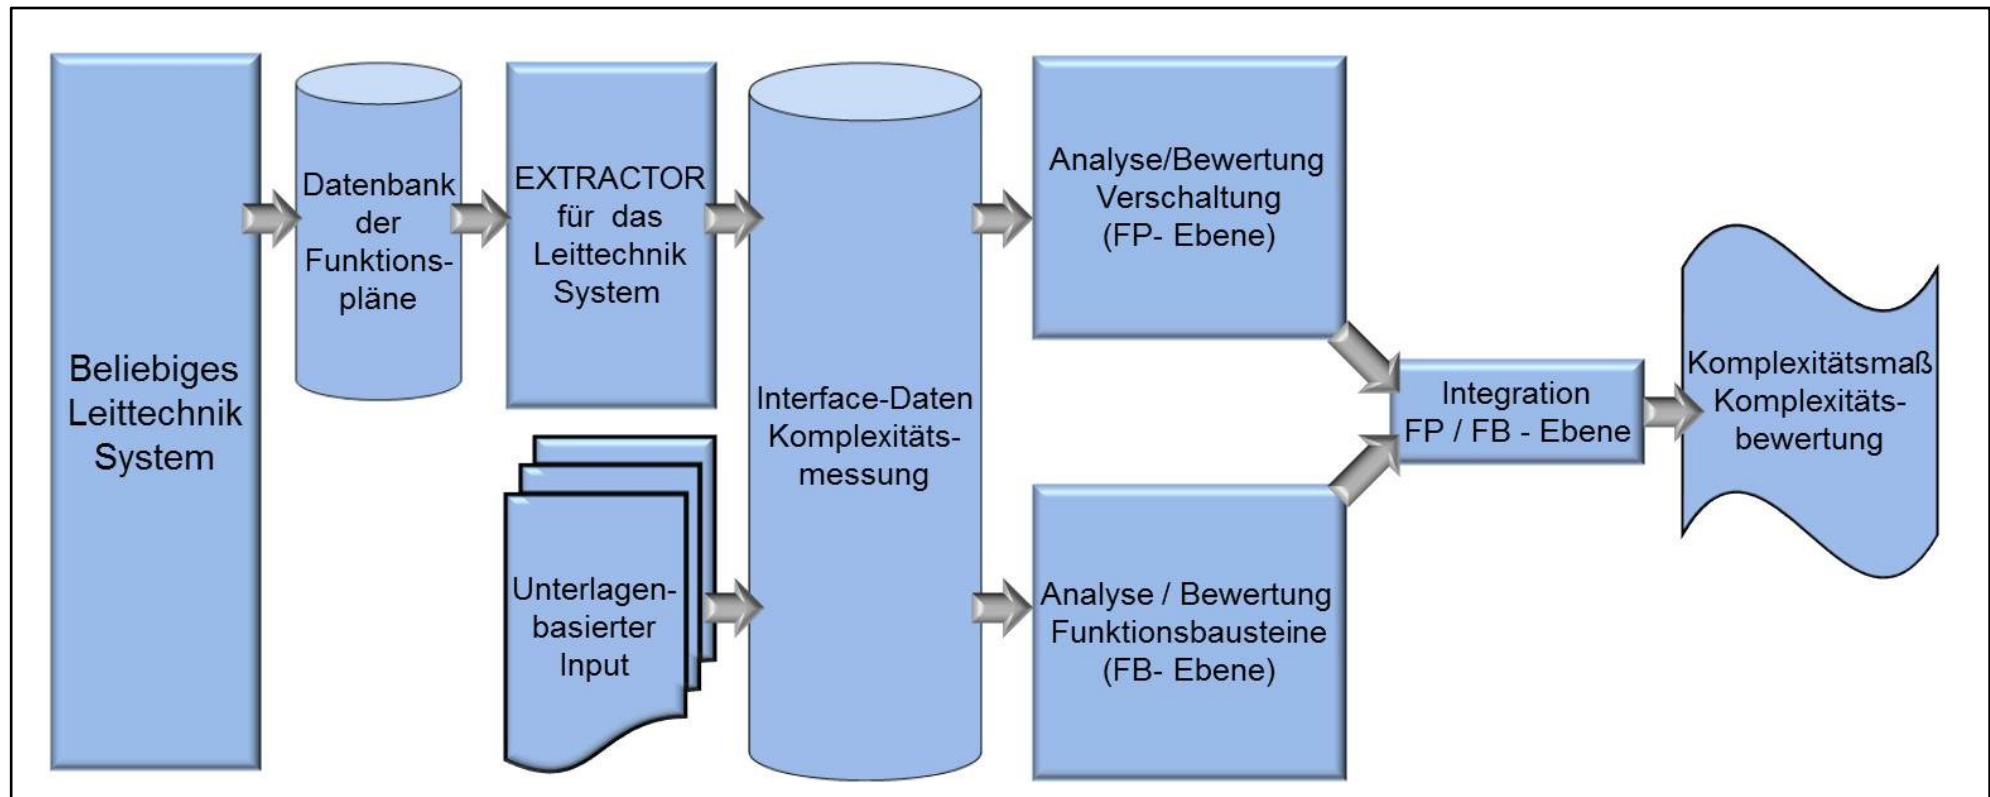 Beliebiges
Leittechnik
System
Datenbank
der
Funktions-
pläne
EXTRACTOR
für das
Leittechnik
System
Unterlagen-
basierter
Input
Interface-Daten
Komplexitäts-
messung
Analyse/Bewertung
Verschaltung
(FP- Ebene)
Analyse / Bewertung
Funktionsbausteine
(FB- Ebene)
Integration
FP / FB - Ebene
Komplexitätsmaß
Komplexitäts-
bewertung